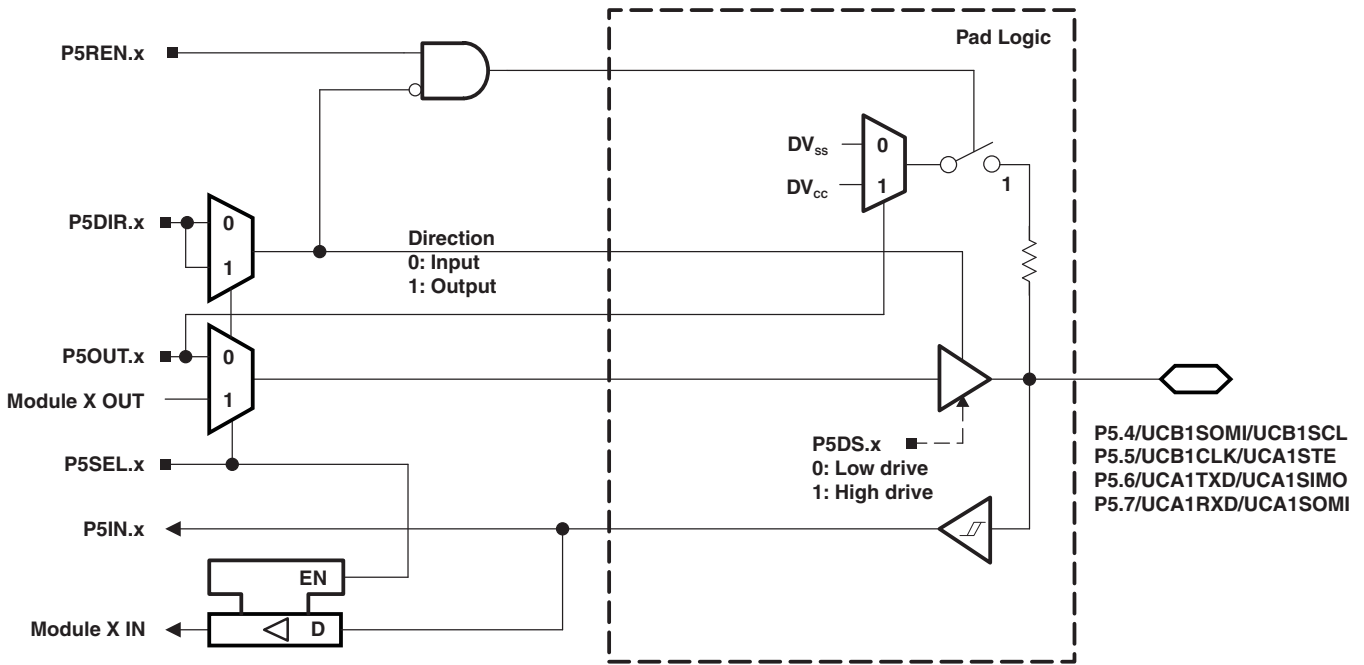 Pad Logic
P5REN.x
DVSS
0
DVCC
1
1
P5DIR.x
0
1
Direction
0: Input
1: Output
P5OUT.x
0
Module X OUT
1
P5DS.x
0: Low drive
1: High drive
P5.4/UCB1SOMI/UCB1SCL
P5.5/UCB1CLK/UCA1STE
P5.6/UCA1TXD/UCA1SIMO
P5.7/UCA1RXD/UCA1SOMI
P5SEL.x
P5IN.x
EN
Module X IN
D